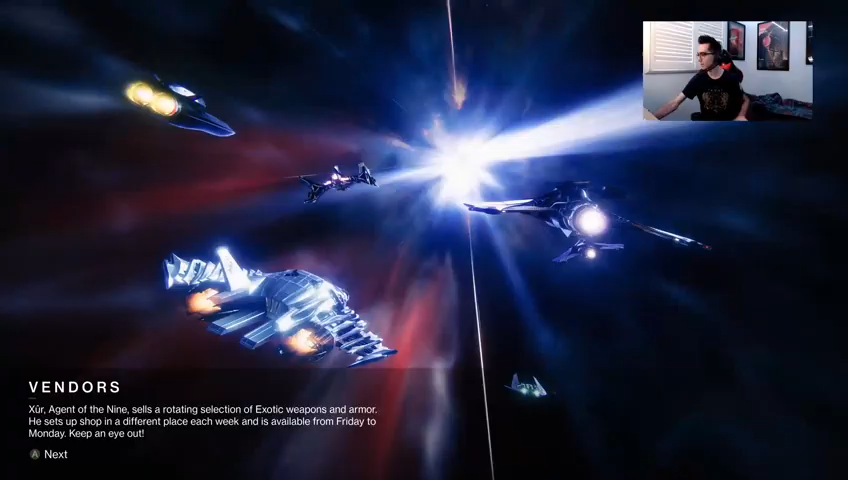 VENDORS
Xûr, Agent of the Nine, sells a rotating selection of Exotic weapons and armor.
He sets up shop in a different place each week and is available from Friday to
Monday. Keep an eye out!
A Next